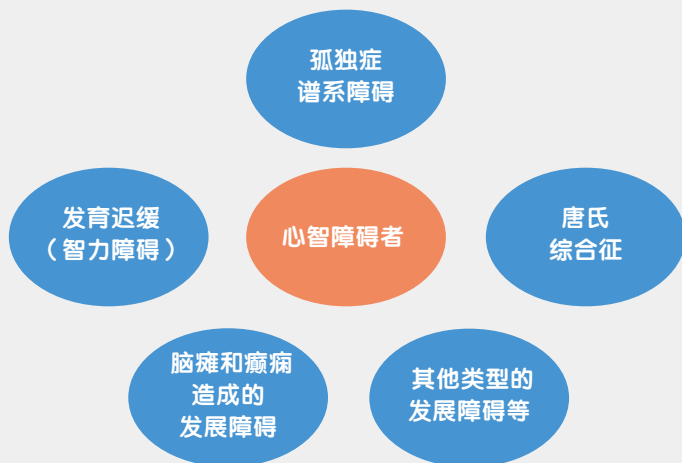 孤独症
谱系障碍
发育迟缓
（智力障碍）
心智障碍者
唐氏
综合征
脑瘫和癫痫
造成的
发展障碍
其他类型的
发展障碍等